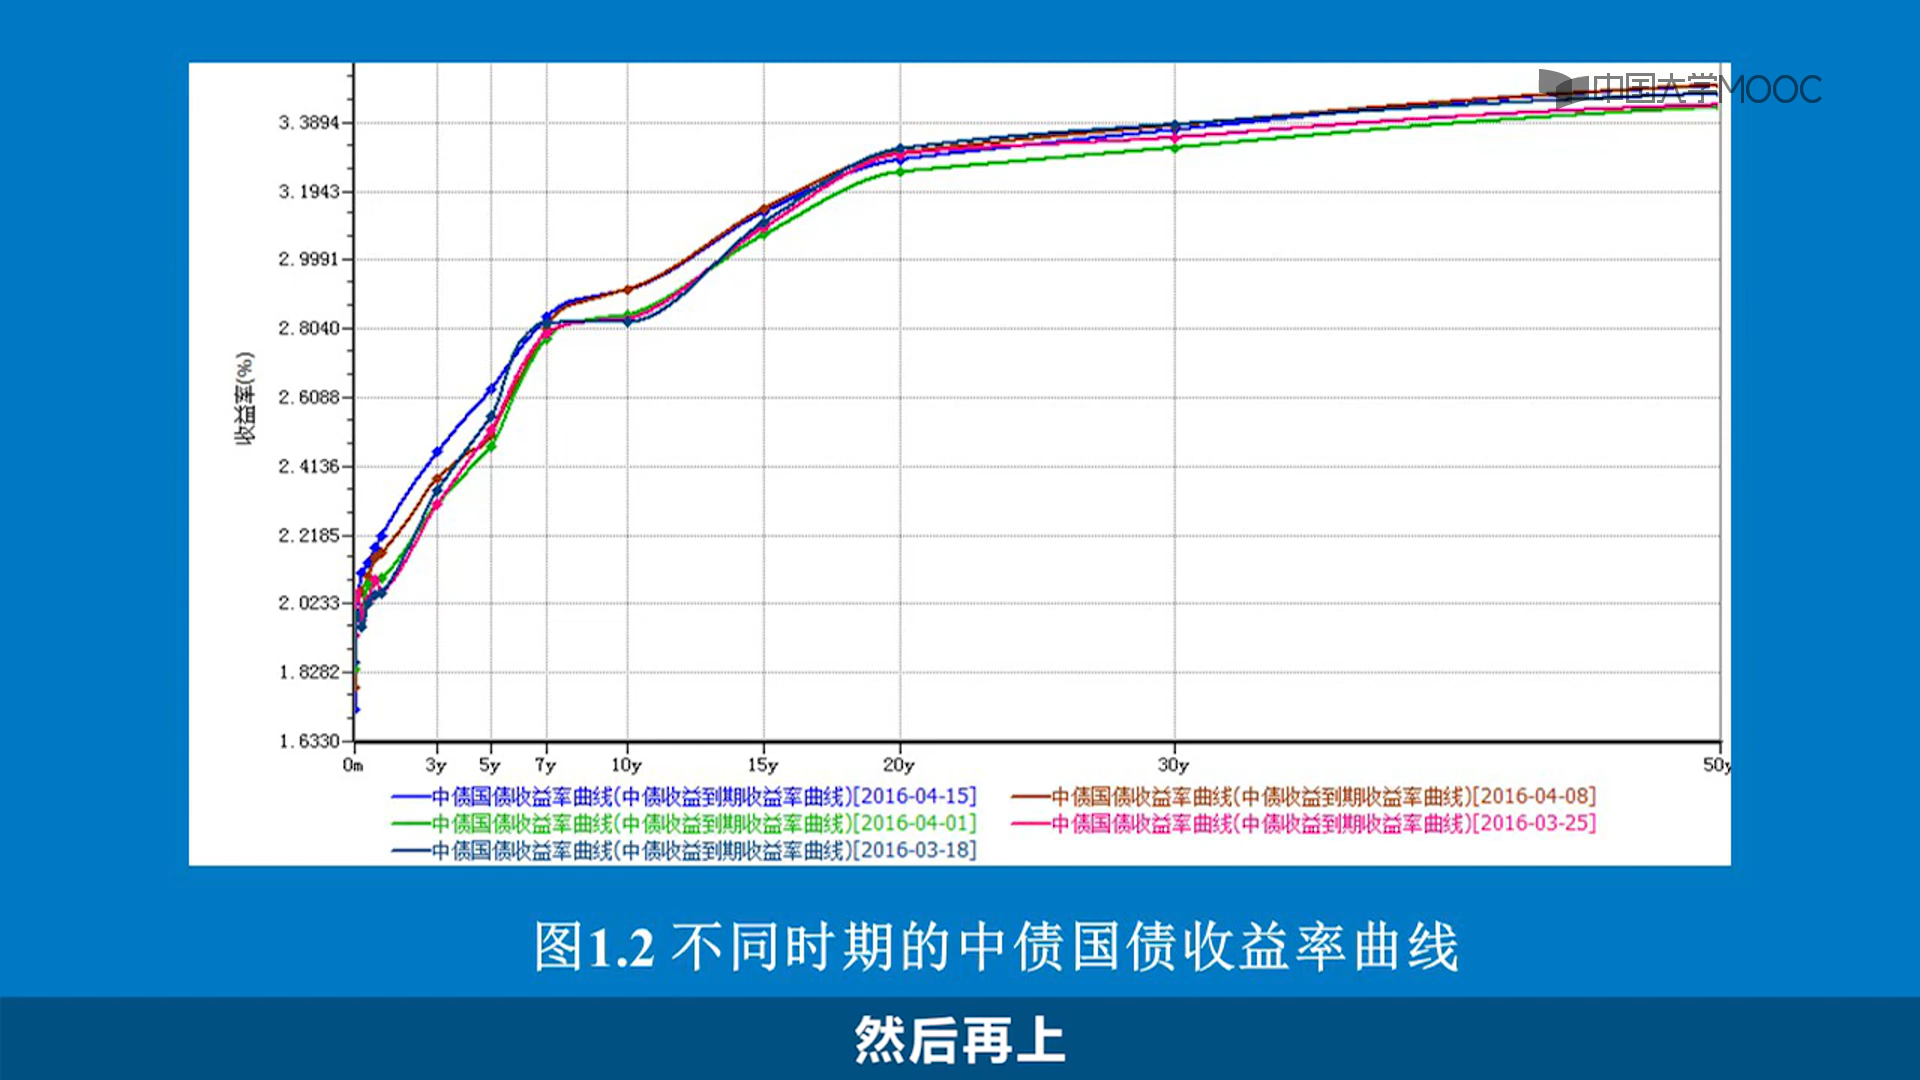 中国大学MOOC
3.3894
3.1943
2.9991
2.8040
2.6088
2.4136
2.2185
2.0233
1.8282
1.6330
收益率(%)
0m 3y 5y 7y 10y 15y 20y 30y 50y
中债国债收益率曲线(中债收益到期收益率曲线)[2016-04-15] 中债国债收益率曲线(中债收益到期收益率曲线)[2016-04-08]
中债国债收益率曲线(中债收益到期收益率曲线)[2016-04-01] 中债国债收益率曲线(中债收益到期收益率曲线)[2016-03-25]
中债国债收益率曲线(中债收益到期收益率曲线)[2016-03-18]
图1.2 不同时期的中债国债收益率曲线
然后再上